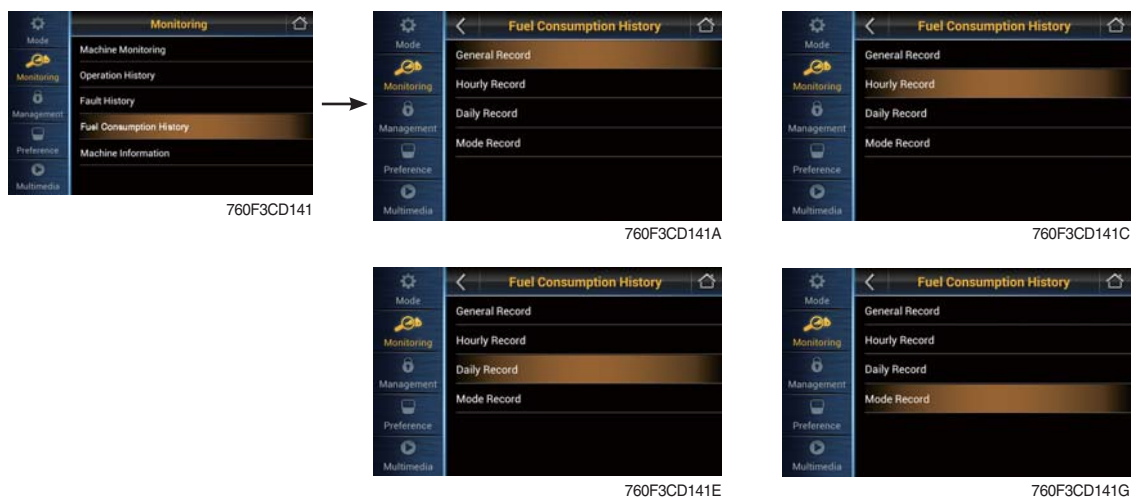 Monitoring
Mode
Monitoring
Management
Preference
Multimedia
Machine Monitoring
Operation History
Fault History
Fuel Consumption History
Machine Information
760F3CD141
Fuel Consumption History
Mode
Monitoring
Management
Preference
Multimedia
General Record
Hourly Record
Daily Record
Mode Record
760F3CD141A
Fuel Consumption History
Mode
Monitoring
Management
Preference
Multimedia
General Record
Hourly Record
Daily Record
Mode Record
760F3CD141C
Fuel Consumption History
Mode
Monitoring
Management
Preference
Multimedia
General Record
Hourly Record
Daily Record
Mode Record
760F3CD141E
Fuel Consumption History
Mode
Monitoring
Management
Preference
Multimedia
General Record
Hourly Record
Daily Record
Mode Record
760F3CD141G